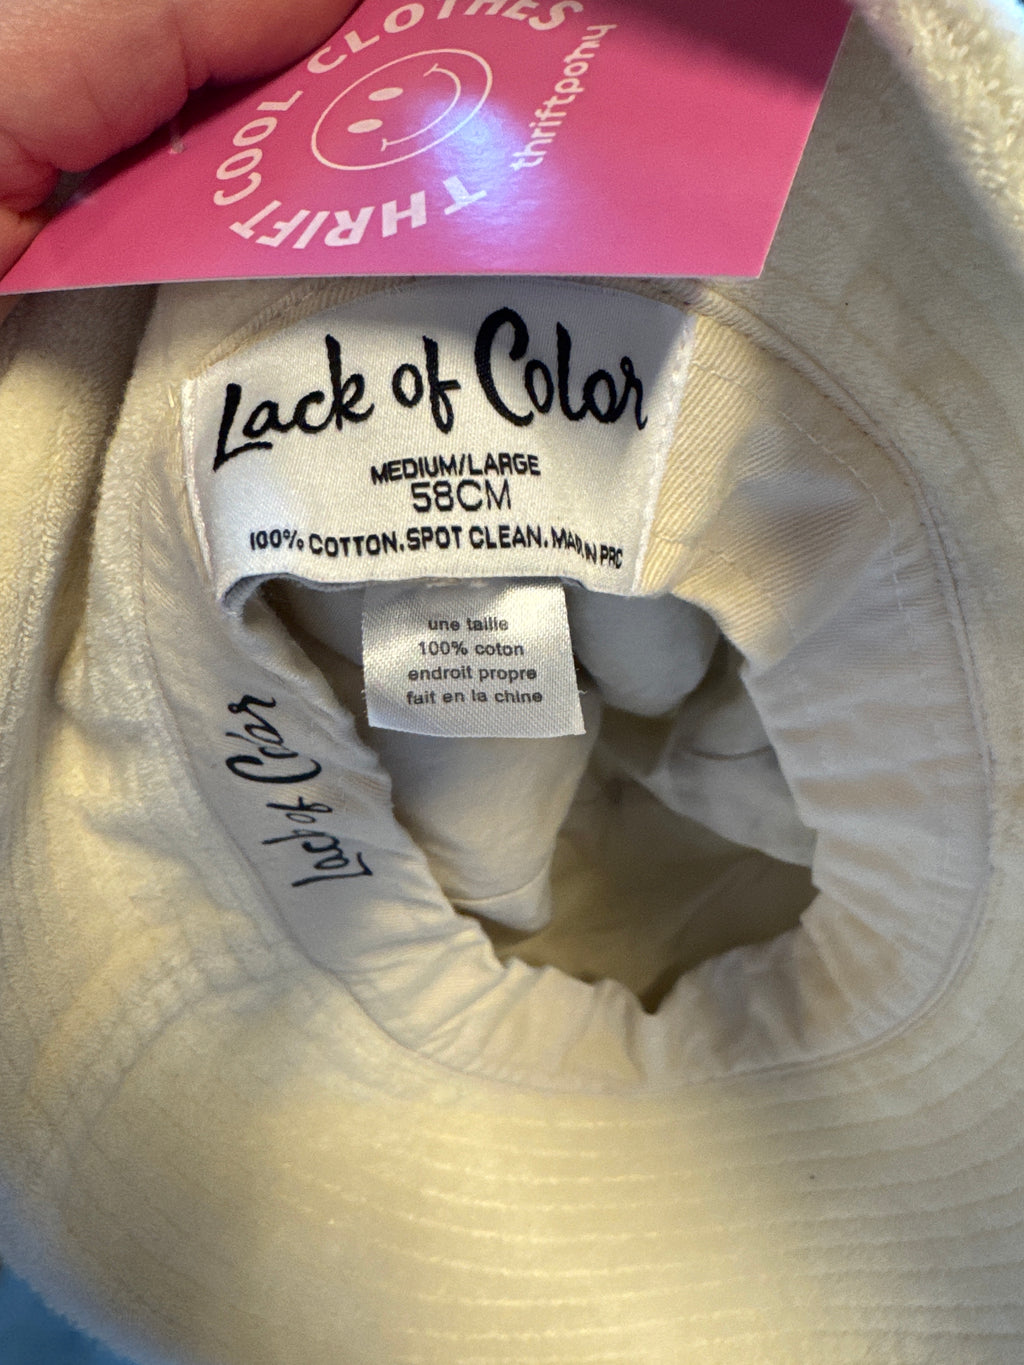 THRIFT COOL CLOTHES
thriftpony
Lack of Color
MEDIUM/LARGE
58CM
100% COTTON.SPOT CLEAN.MAD IN PRC
une taille
100% coton
endroit propre
fait en la chine
Lack of Color